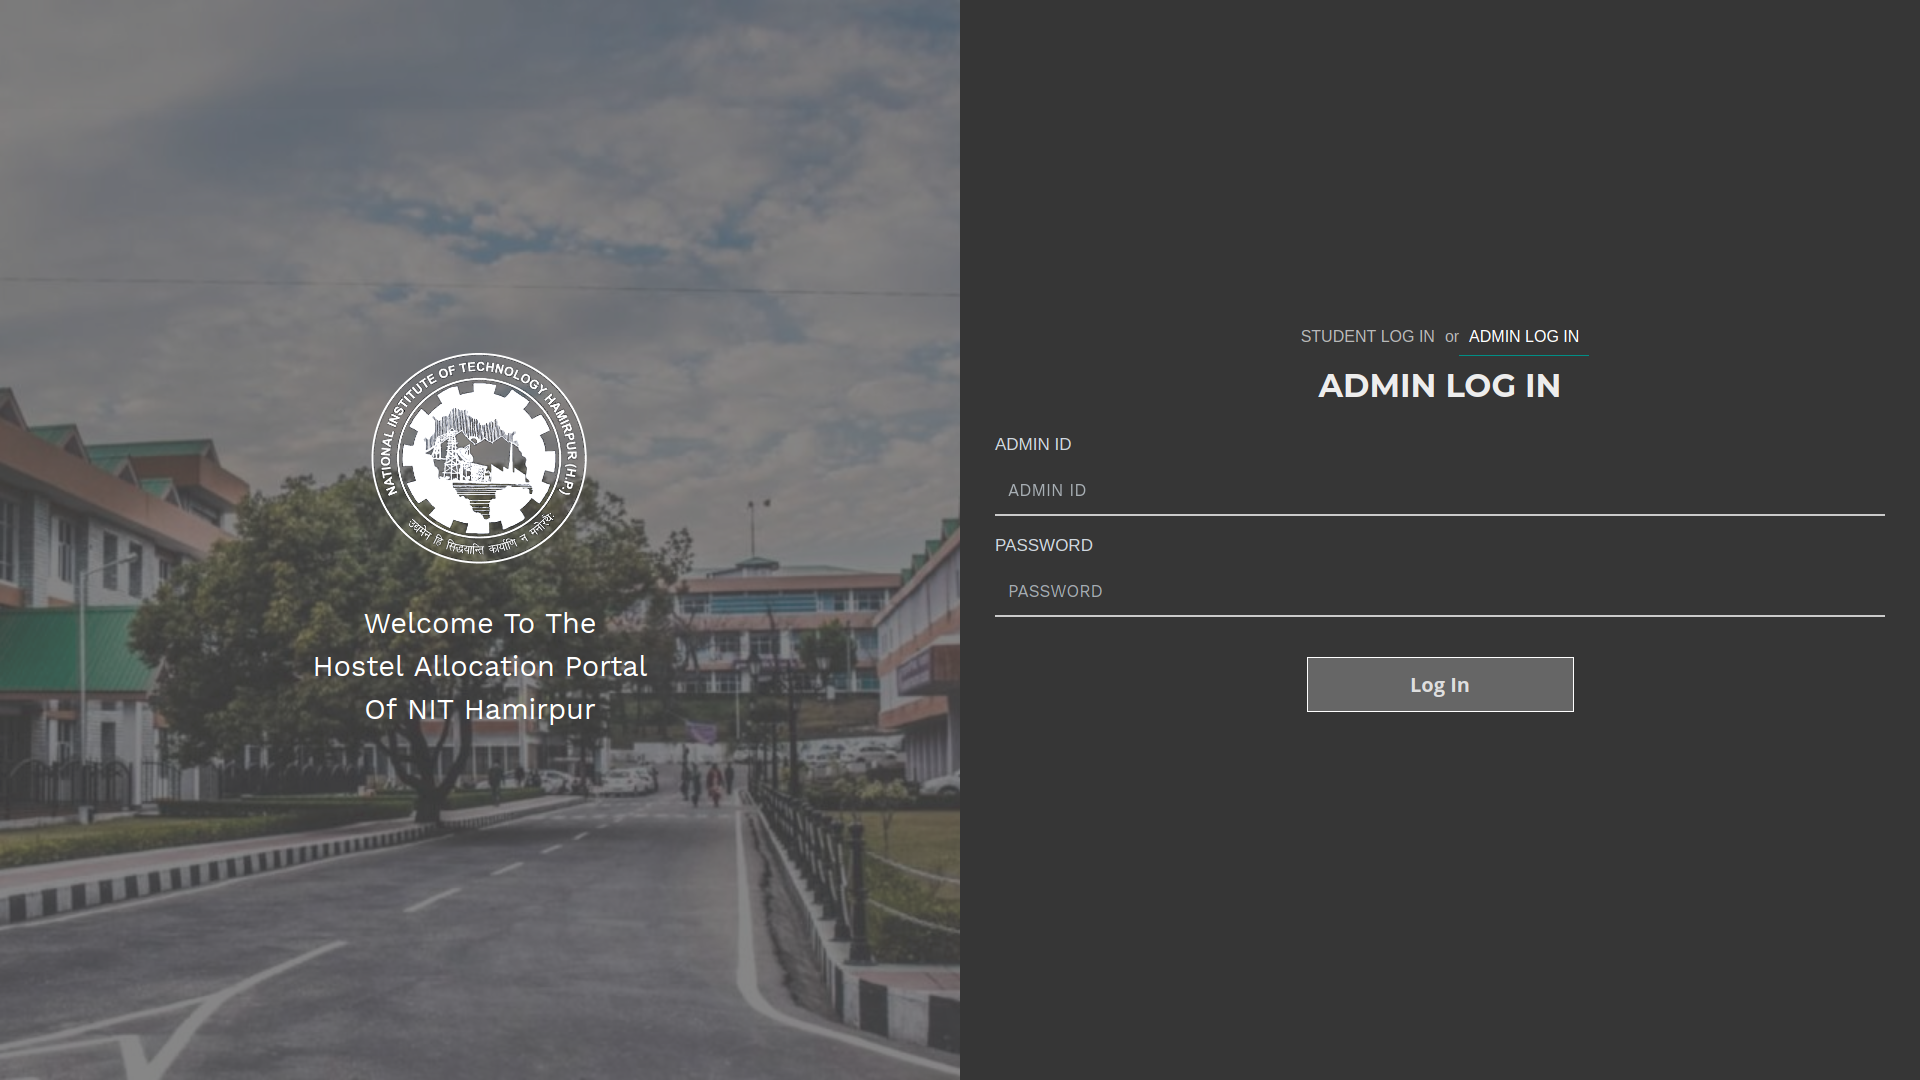 NATIONAL INSTITUTE OF TECHNOLOGY HAMIRPUR (H.P.)
उद्यमेन हि सिद्धयान्ति कार्याणि न मनोरथैः
Welcome To The
Hostel Allocation Portal
Of NIT Hamirpur
STUDENT LOG IN or ADMIN LOG IN
ADMIN LOG IN
ADMIN ID
ADMIN ID
PASSWORD
PASSWORD
Log In